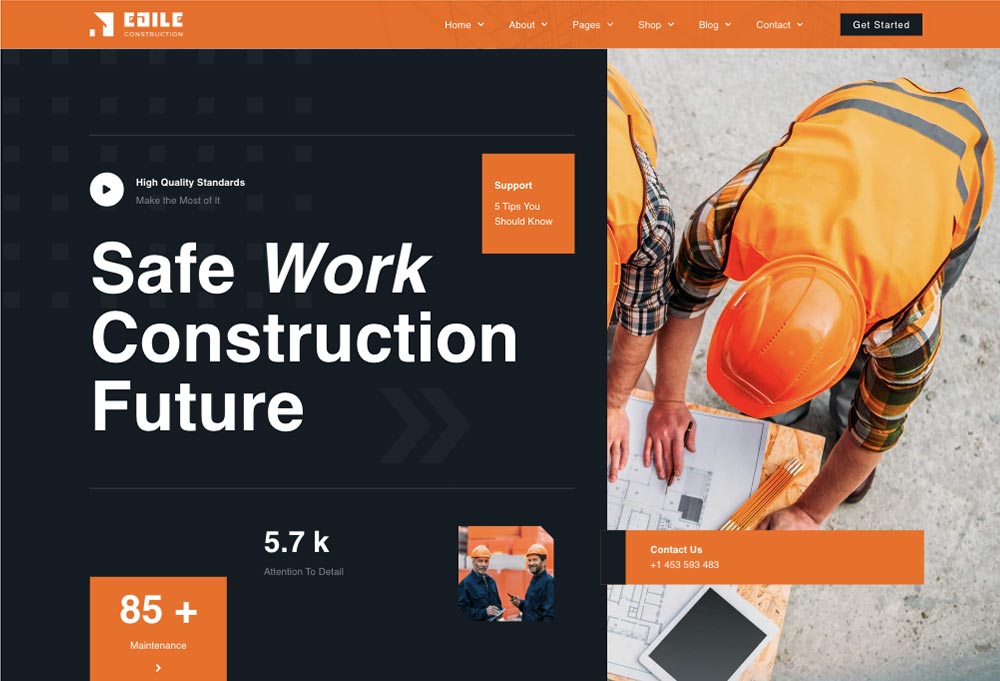 EDILE
CONSTRUCTION
Home
About
Pages
Shop
Blog
Contact
Get Started
High Quality Standards
Make the Most of It
Support
5 Tips You
Should Know
Safe Work
Construction
Future
5.7 k
Attention To Detail
85 +
Maintenance
Contact Us
+1 453 593 483